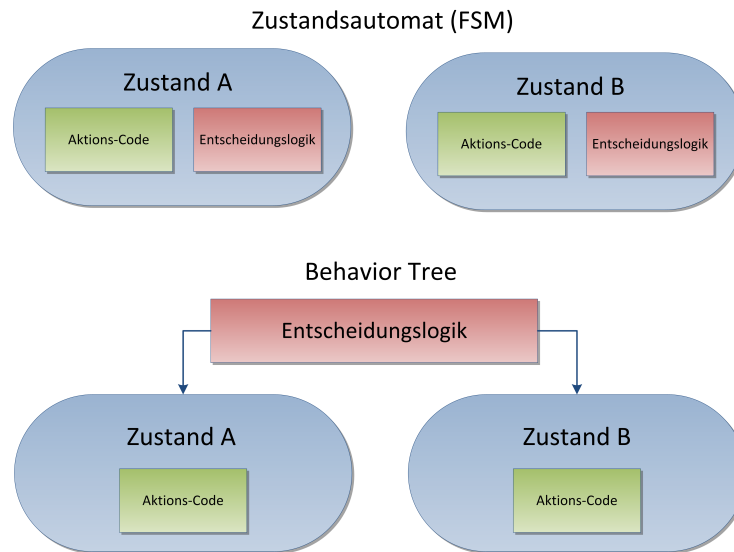 Zustandsautomat (FSM)
Zustand A
Aktions-Code
Entscheidungslogik
Zustand B
Aktions-Code
Entscheidungslogik
Behavior Tree
Entscheidungslogik
Zustand A
Aktions-Code
Zustand B
Aktions-Code